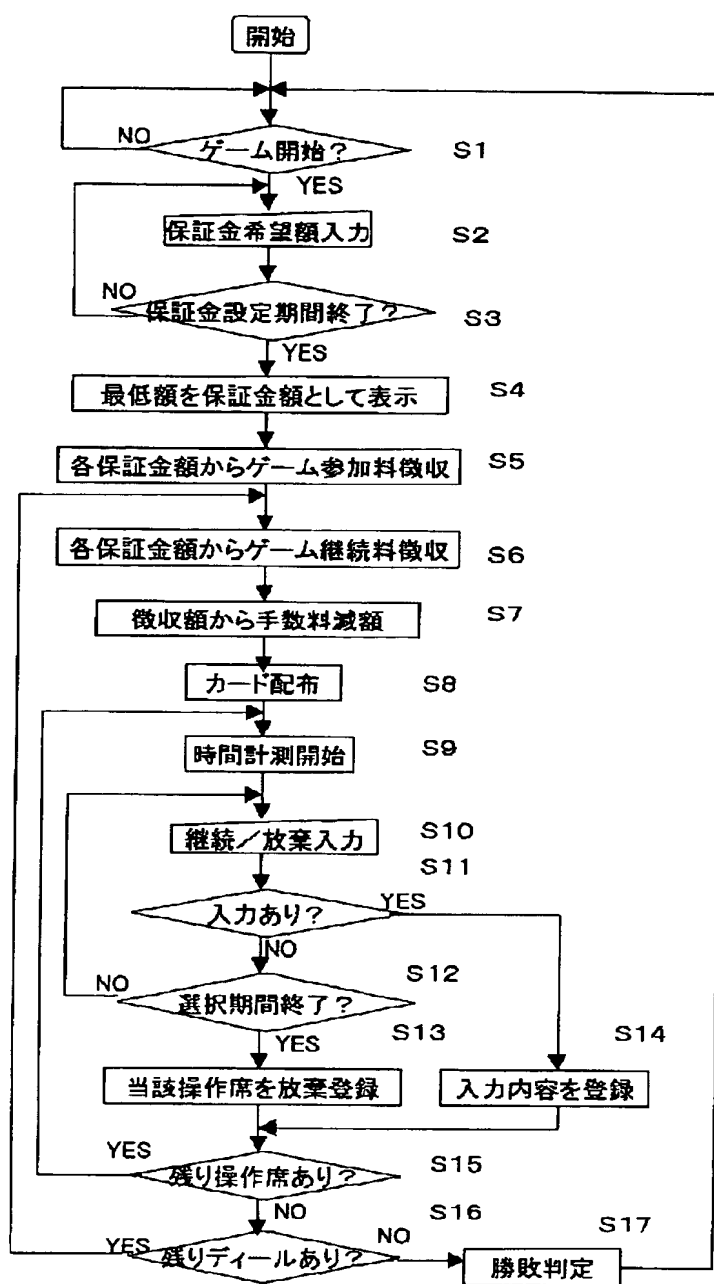 開始
NO
ゲーム開始?
S1
YES
保証金希望額入力
S2
NO
保証金設定期間終了?
S3
YES
最低額を保証金額として表示
S4
各保証金額からゲーム参加料徴収
S5
各保証金額からゲーム継続料徴収
S6
徴収額から手数料減額
S7
カード配布
S8
時間計測開始
S9
継続/放棄入力
S10
S11
入力あり?
YES
NO
S12
NO
選択期間終了?
S13
YES
S14
当該操作席を放棄登録
入力内容を登録
YES
残り操作席あり?
S15
NO
S16
S17
YES
残りディールあり?
NO
勝敗判定